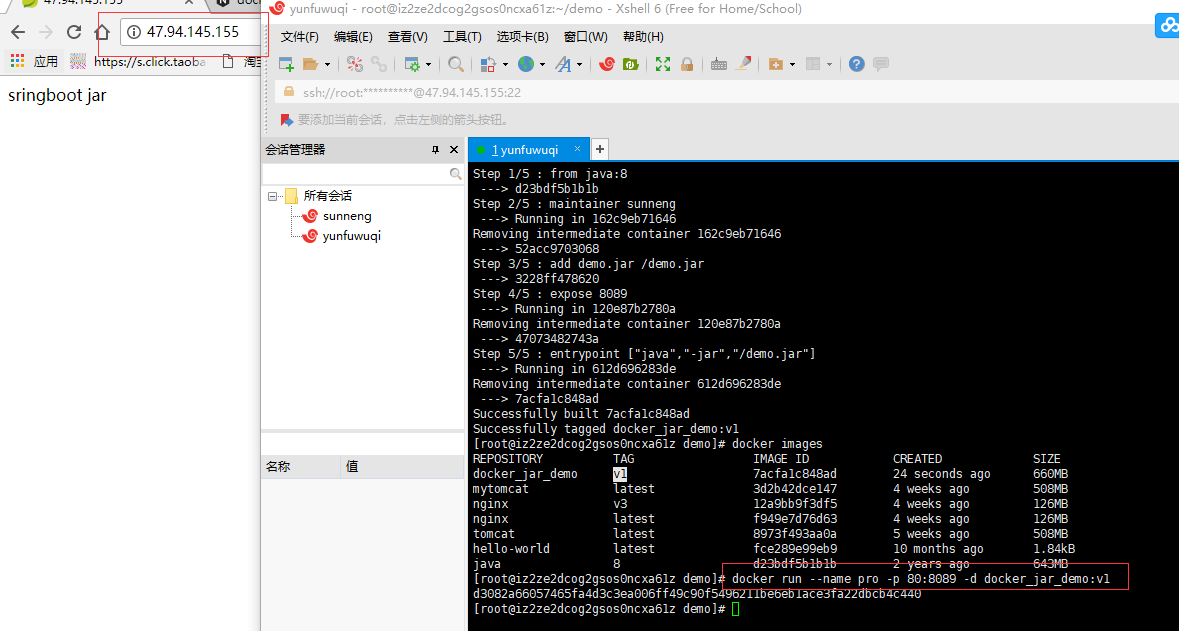 47.94.145.155
yunfuwuqi - root@iz2ze2dcog2gsos0ncxa61z:~/demo - Xshell 6 (Free for Home/School)
47.94.145.155
文件(F) 编辑(E) 查看(V) 工具(T) 选项卡(B) 窗口(W) 帮助(H)
应用 https://s.click.taoba
ssh://root:**********@47.94.145.155:22
要添加当前会话，点击左侧的箭头按钮。
sringboot jar
会话管理器
1 yunfuwuqi × +
所有会话
sunneng
yunfuwuqi
名称 值
Step 1/5 : from java:8
---> d23bdf5b1b1b
Step 2/5 : maintainer sunneng
---> Running in 162c9eb71646
Removing intermediate container 162c9eb71646
---> 52acc9703068
Step 3/5 : add demo.jar /demo.jar
---> 3228ff478620
Step 4/5 : expose 8089
---> Running in 120e87b2780a
Removing intermediate container 120e87b2780a
---> 47073482743a
Step 5/5 : entrypoint ["java","-jar","/demo.jar"]
---> Running in 612d696283de
Removing intermediate container 612d696283de
---> 7acfa1c848ad
Successfully built 7acfa1c848ad
Successfully tagged docker_jar_demo:v1
[root@iz2ze2dcog2gsos0ncxa61z demo]# docker images
REPOSITORY TAG IMAGE ID CREATED SIZE
docker_jar_demo v1 7acfa1c848ad 24 seconds ago 660MB
mytomcat latest 3d2b42dce147 4 weeks ago 508MB
nginx v3 12a9bb9f3df5 4 weeks ago 126MB
nginx latest f949e7d76d63 4 weeks ago 126MB
tomcat latest 8973f493aa0a 5 weeks ago 508MB
hello-world latest fce289e99eb9 10 months ago 1.84kB
java 8 d23bdf5b1b1b 2 years ago 643MB
[root@iz2ze2dcog2gsos0ncxa61z demo]# docker run --name pro -p 80:8089 -d docker_jar_demo:v1
d3082a66057465fa4d3c3ea006ff49c90f5496211be6eb1ace3fa22dbcb4c440
[root@iz2ze2dcog2gsos0ncxa61z demo]#